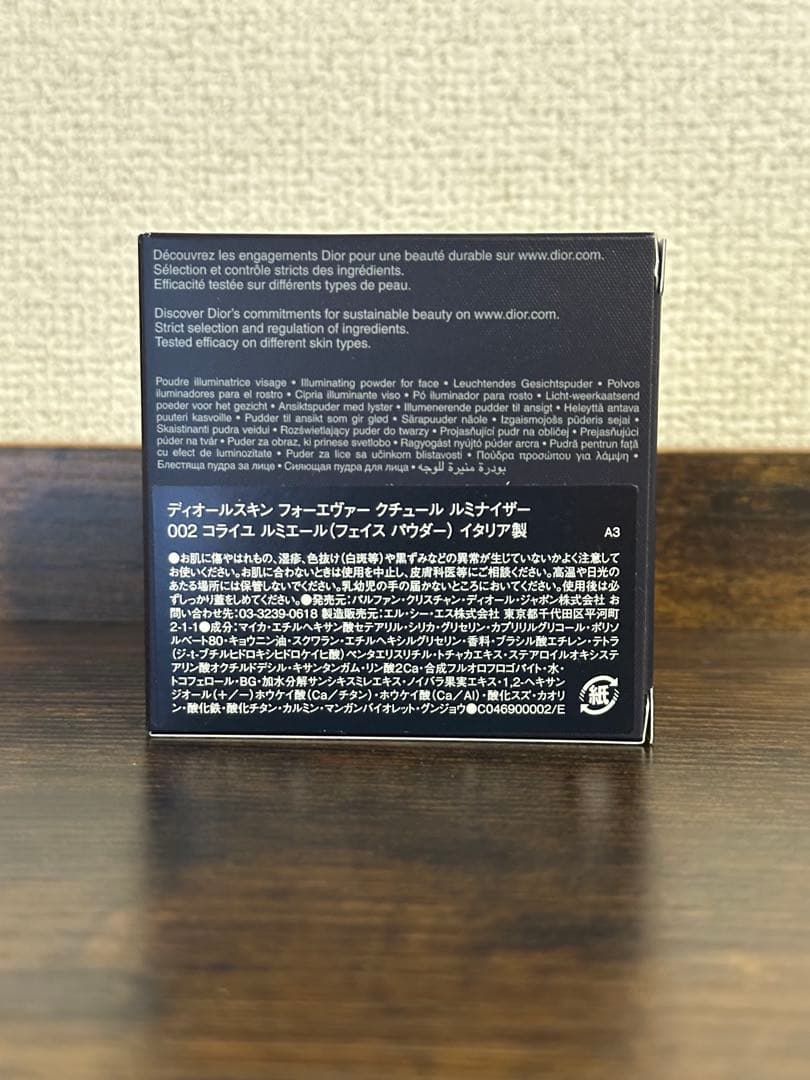 Découvrez les engagements Dior pour une beauté durable sur www.dior.com.
Sélection et contrôle stricts des ingrédients.
Efficacité testée sur différents types de peau.
Discover Dior's commitments for sustainable beauty on www.dior.com.
Strict selection and regulation of ingredients.
Tested efficacy on different skin types.
Poudre illuminatrice visage • Illuminating powder for face • Leuchtendes Gesichtspuder • Polvos
iluminadores para el rostro • Cipria illuminante viso • Pó iluminador para rosto • Licht-weerkaatsend
poeder voor het gezicht • Ansiktspuder med lyster • Illumenerende pudder til ansigt • Heleyttä antava
puuteri kasvoille • Pudder til ansikt som gir glød • Särapuuder näole • Izgaismojošs pūderis sejai •
Skaistinanti pudra veidui • Rozświetlający puder do twarzy • Projasňující pudr na obličej • Prejasňujúci
púder na tvár • Puder za obraz, ki prinese svetlobo • Ragyogást nyújtó púder arcra • Pudră pentrun faţă
cu efect de luminozitate • Puder za lice sa učinkom blistavosti • Πούδρα προσώπου για λάμψη •
Блестяща пудра за лице • Сияющая пудра для лица • بودرة منيرة للوجه
ディオールスキン フォーエヴァー クチュール ルミナイザー
002 コライユ ルミエール(フェイス パウダー) イタリア製 A3
●お肌に傷やはれもの、湿疹、色抜け(白斑等)や黒ずみなどの異常が生じていないかよく注意して
お使いください。お肌に合わないときは使用を中止し、皮膚科医等にご相談ください。高温や日光の
あたる場所には保管しないでください。乳幼児の手の届かないところにおいてください。使用後は必
ずしっかり蓋をしめてください。●発売元:パルファン・クリスチャン・ディオール・ジャポン株式会社 お
問い合わせ先:03-3239-0618 製造販売元:エル・シー・エス株式会社 東京都千代田区平河町
2-1-1●成分:マイカ・エチルヘキサン酸セテアリル・シリカ・グリセリン・カプリリルグリコール・ポリソ
ルベート80・キョウニン油・スクワラン・エチルヘキシルグリセリン・香料・ブラシル酸エチレン・テトラ
(ジ-t-ブチルヒドロキシヒドロケイヒ酸)ペンタエリスリチル・トチャカエキス・ステアロイルオキシステ
アリン酸オクチルドデシル・キサンタンガム・リン酸2Ca・合成フルオロフロゴパイト・水・
トコフェロール・BG・加水分解サンシキスミレエキス・ノイバラ果実エキス・1,2-ヘキサン
ジオール(+/-)ホウケイ酸(Ca/チタン)・ホウケイ酸(Ca/Al)・酸化スズ・カオリ
ン・酸化鉄・酸化チタン・カルミン・マンガンバイオレット・グンジョウ●C046900002/E
紙